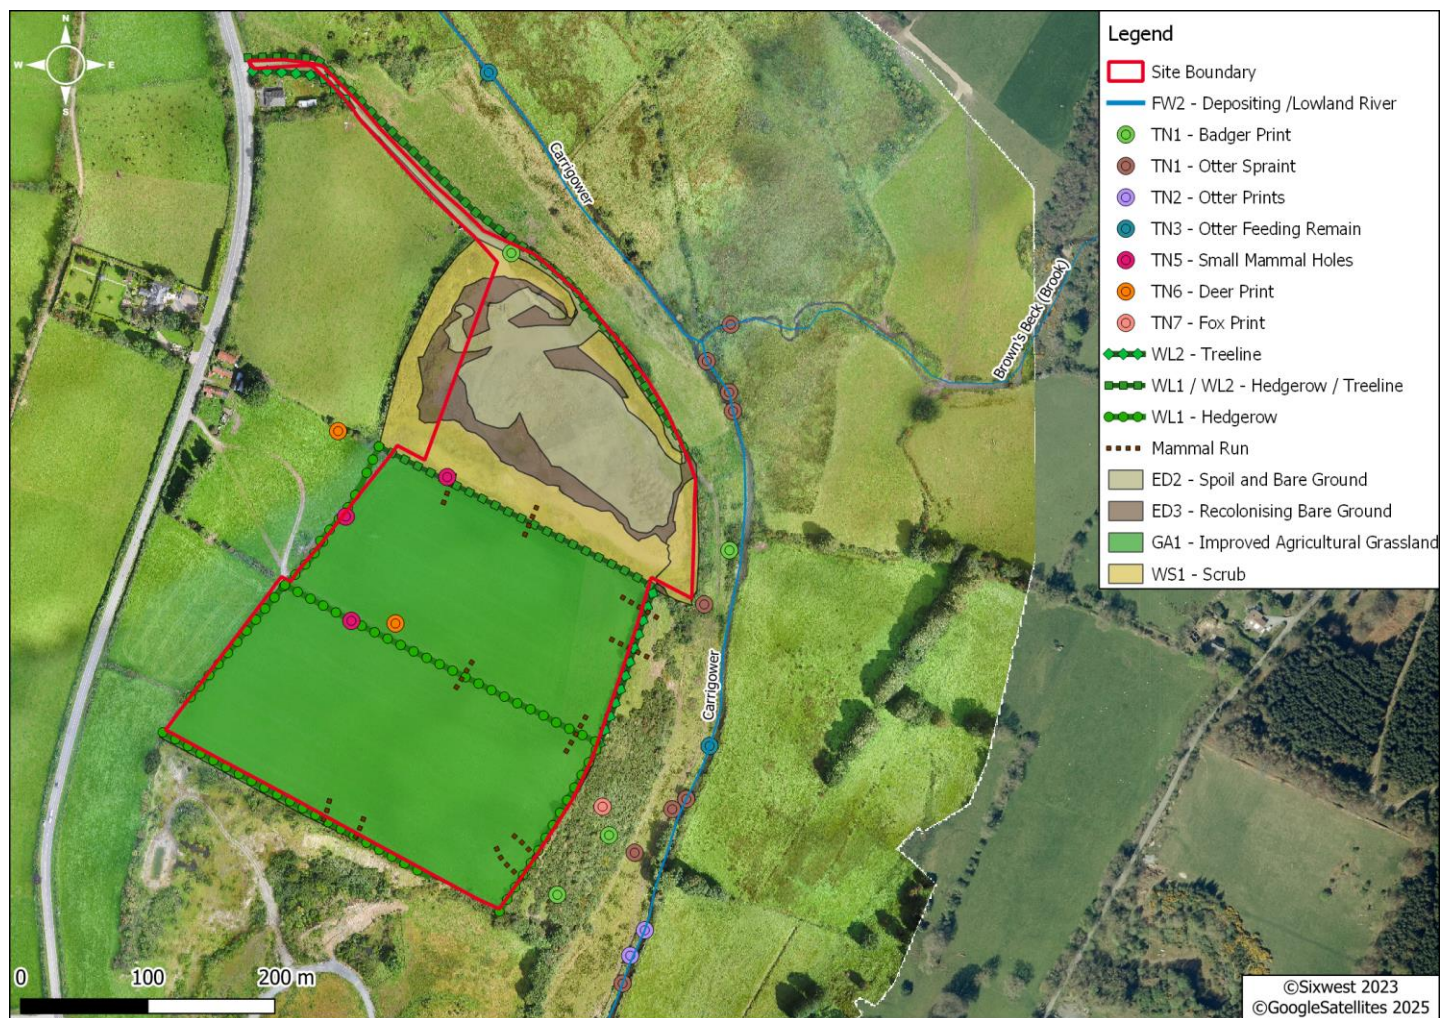 N
W
E
S
Carrigower
Brown's Beck (Brook)
Carrigower
0 100 200 m
Legend
Site Boundary
FW2 - Depositing /Lowland River
TN1 - Badger Print
TN1 - Otter Spraint
TN2 - Otter Prints
TN3 - Otter Feeding Remain
TN5 - Small Mammal Holes
TN6 - Deer Print
TN7 - Fox Print
WL2 - Treeline
WL1 / WL2 - Hedgerow / Treeline
WL1 - Hedgerow
Mammal Run
ED2 - Spoil and Bare Ground
ED3 - Recolonising Bare Ground
GA1 - Improved Agricultural Grassland
WS1 - Scrub
©Sixwest 2023
©GoogleSatellites 2025